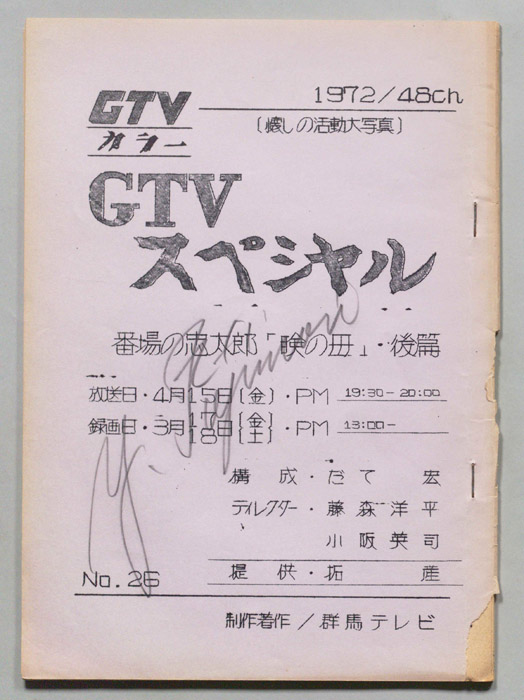 GTV
カラー
1972/48ch
〔懐しの活動大写真〕
GTV
スペシャル
番場の忠太郎「瞼の母」・後篇
放送日・4月15日〔金〕・PM 19:30-20:00
録画日・3月17日18日{金土}・PM 13:00-
構成・だて 宏
ディレクター・藤森洋平
小阪英司
No.26
提供・拓産
制作著作/群馬テレビ